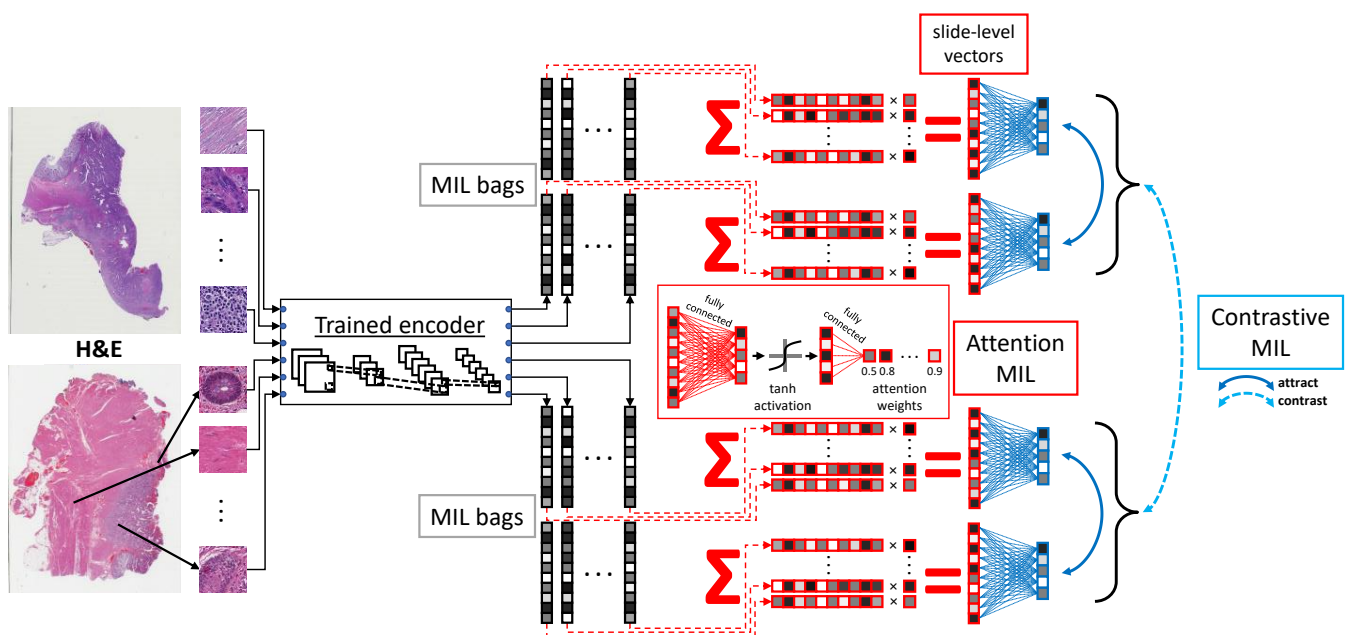 slide-level
vectors
MIL bags
Σ
×
×
×
Σ
×
×
×
H&E
Trained encoder
fully
connected
fully
connected
tanh
activation
0.5 0.8
0.9
attention
weights
Attention
MIL
Contrastive
MIL
attract
contrast
MIL bags
Σ
×
×
×
Σ
×
×
×